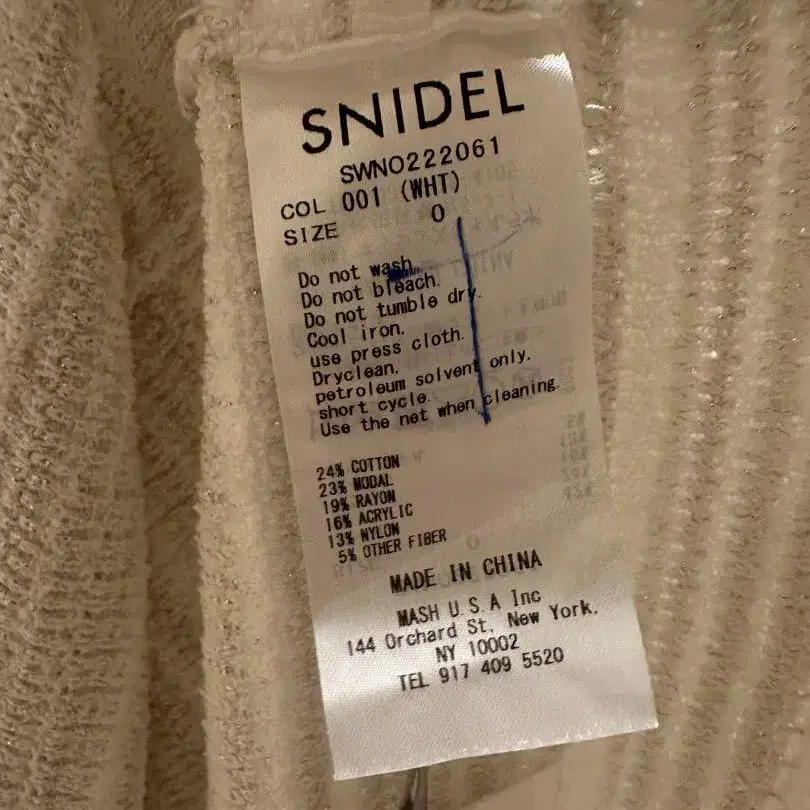 SNIDEL
SWNO222061
COL 001 (WHT)
SIZE 0
Do not wash
Do not bleach.
Do not tumble dry.
Cool iron.
use press cloth.
Dryclean.
petroleum solvent only.
short cycle.
Use the net when cleaning.
24% COTTON
23% MODAL
19% RAYON
16% ACRYLIC
13% NYLON
5% OTHER FIBER
MADE IN CHINA
MASH U.S.A Inc
144 Orchard St. New York.
NY 10002
TEL 917 409 5520